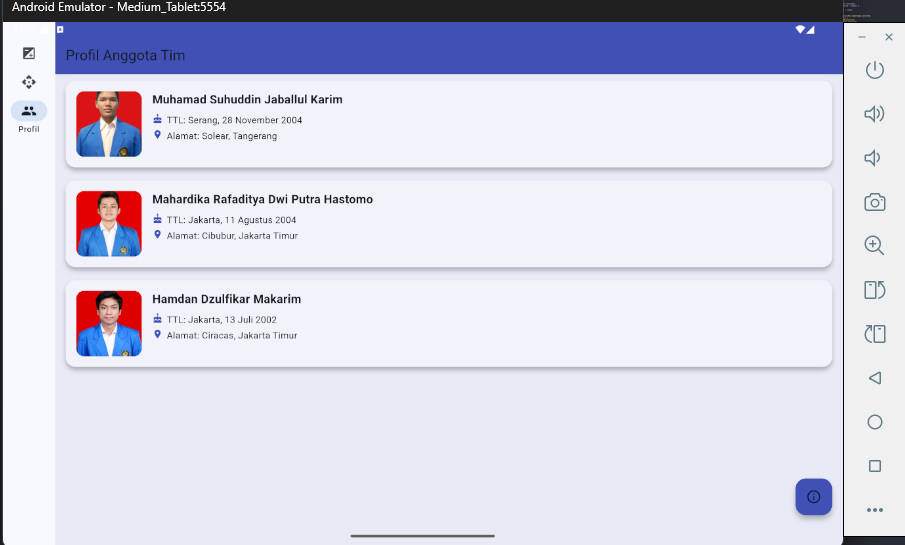 Android Emulator - Medium_Tablet:5554
Profil Anggota Tim
Profil
Muhamad Suhuddin Jaballul Karim
TTL: Serang, 28 November 2004
Alamat: Solear, Tangerang
Mahardika Rafaditya Dwi Putra Hastomo
TTL: Jakarta, 11 Agustus 2004
Alamat: Cibubur, Jakarta Timur
Hamdan Dzulfikar Makarim
TTL: Jakarta, 13 Juli 2002
Alamat: Ciracas, Jakarta Timur